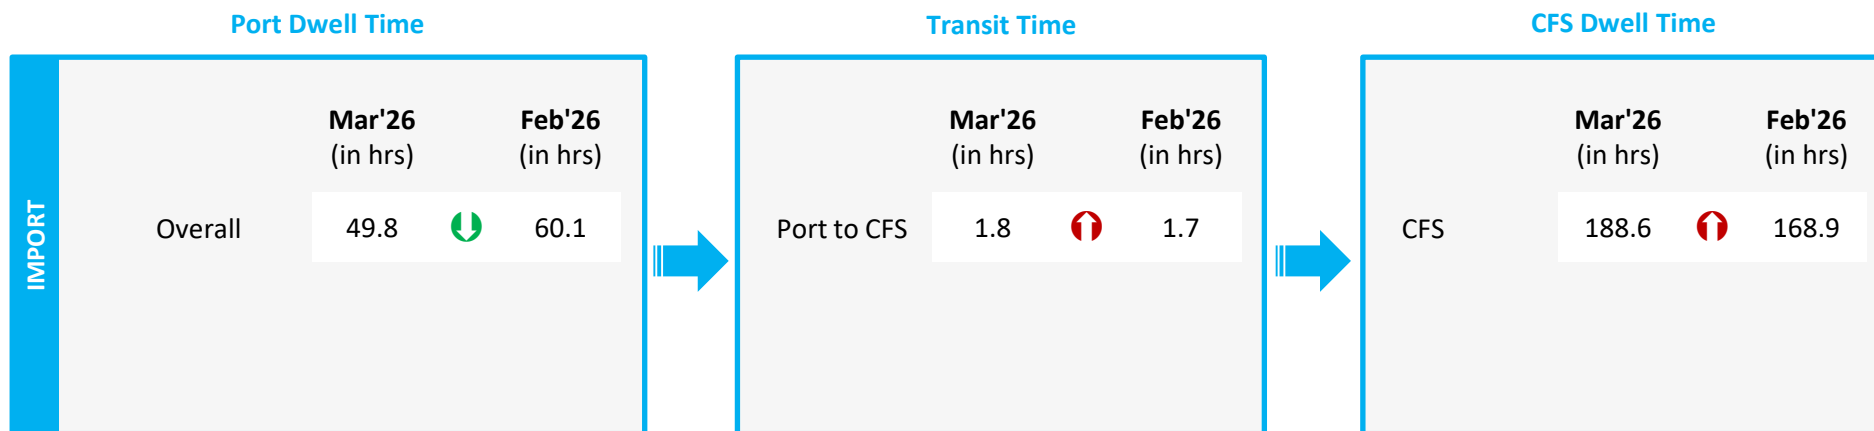 Port Dwell Time
Transit Time
CFS Dwell Time
IMPORT
Mar'26 Feb'26
(in hrs) (in hrs)
Overall 49.8 60.1
Mar'26 Feb'26
(in hrs) (in hrs)
Port to CFS 1.8 1.7
Mar'26 Feb'26
(in hrs) (in hrs)
CFS 188.6 168.9